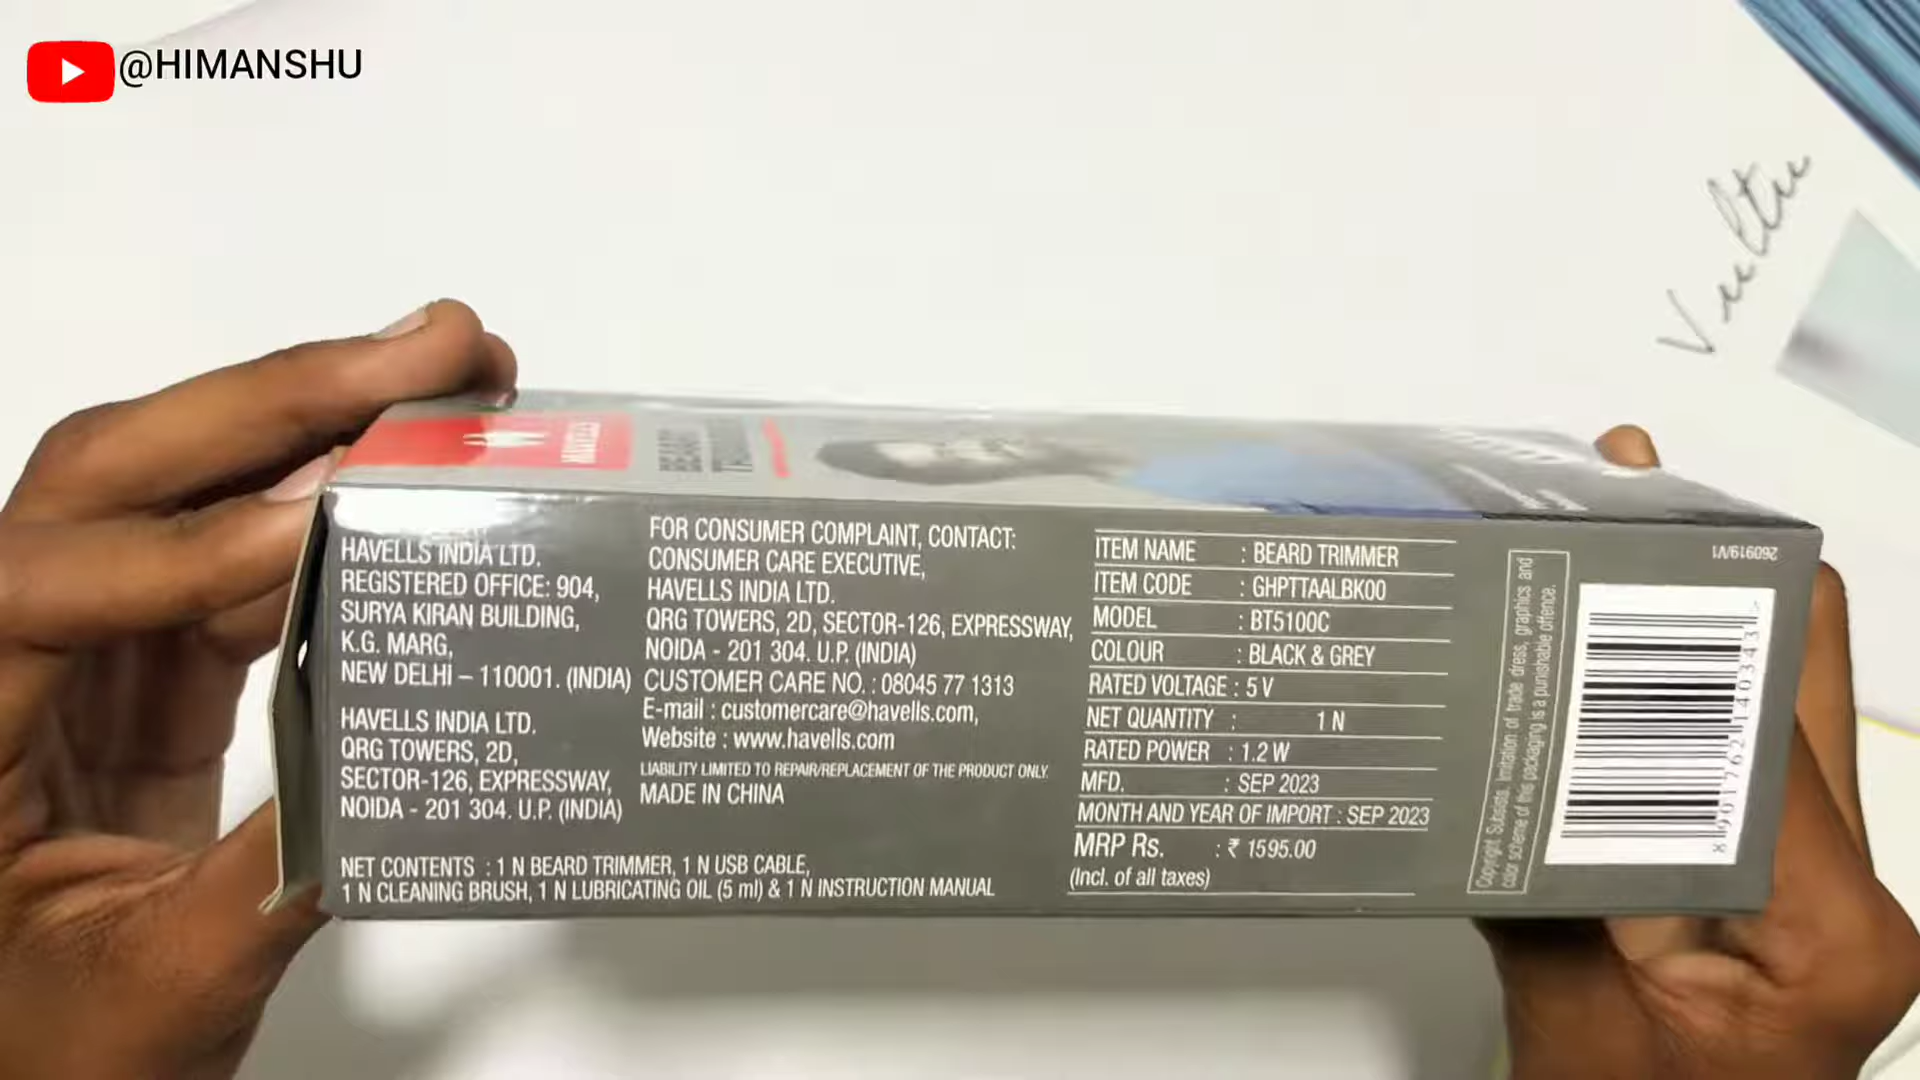 @HIMANSHU
Vultu
HAVELLS
BEARD
TRIMMER
HAVELLS INDIA LTD.
REGISTERED OFFICE: 904,
SURYA KIRAN BUILDING,
K.G. MARG,
NEW DELHI – 110001. (INDIA)
HAVELLS INDIA LTD.
QRG TOWERS, 2D,
SECTOR-126, EXPRESSWAY,
NOIDA - 201 304. U.P. (INDIA)
NET CONTENTS : 1 N BEARD TRIMMER, 1 N USB CABLE,
1 N CLEANING BRUSH, 1 N LUBRICATING OIL (5 ml) & 1 N INSTRUCTION MANUAL
FOR CONSUMER COMPLAINT, CONTACT:
CONSUMER CARE EXECUTIVE,
HAVELLS INDIA LTD.
QRG TOWERS, 2D, SECTOR-126, EXPRESSWAY,
NOIDA - 201 304. U.P. (INDIA)
CUSTOMER CARE NO. : 08045 77 1313
E-mail : customercare@havells.com,
Website : www.havells.com
LIABILITY LIMITED TO REPAIR/REPLACEMENT OF THE PRODUCT ONLY.
MADE IN CHINA
ITEM NAME : BEARD TRIMMER
ITEM CODE : GHPTTAALBK00
MODEL : BT5100C
COLOUR : BLACK & GREY
RATED VOLTAGE : 5 V
NET QUANTITY : 1 N
RATED POWER : 1.2 W
MFD. : SEP 2023
MONTH AND YEAR OF IMPORT : SEP 2023
MRP Rs. : ₹ 1595.00
(Incl. of all taxes)
Copyright Subsists. Imitation of trade dress, graphics and
color scheme of this packaging is a punishable offence.
260919/V1
8901762140343